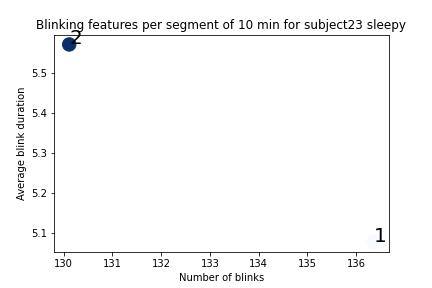 Blinking features per segment of 10 min for subject23 sleepy
2
5.5
5.4
5.3
5.2
5.1
Average blink duration
1
130 131 132 133 134 135 136
Number of blinks